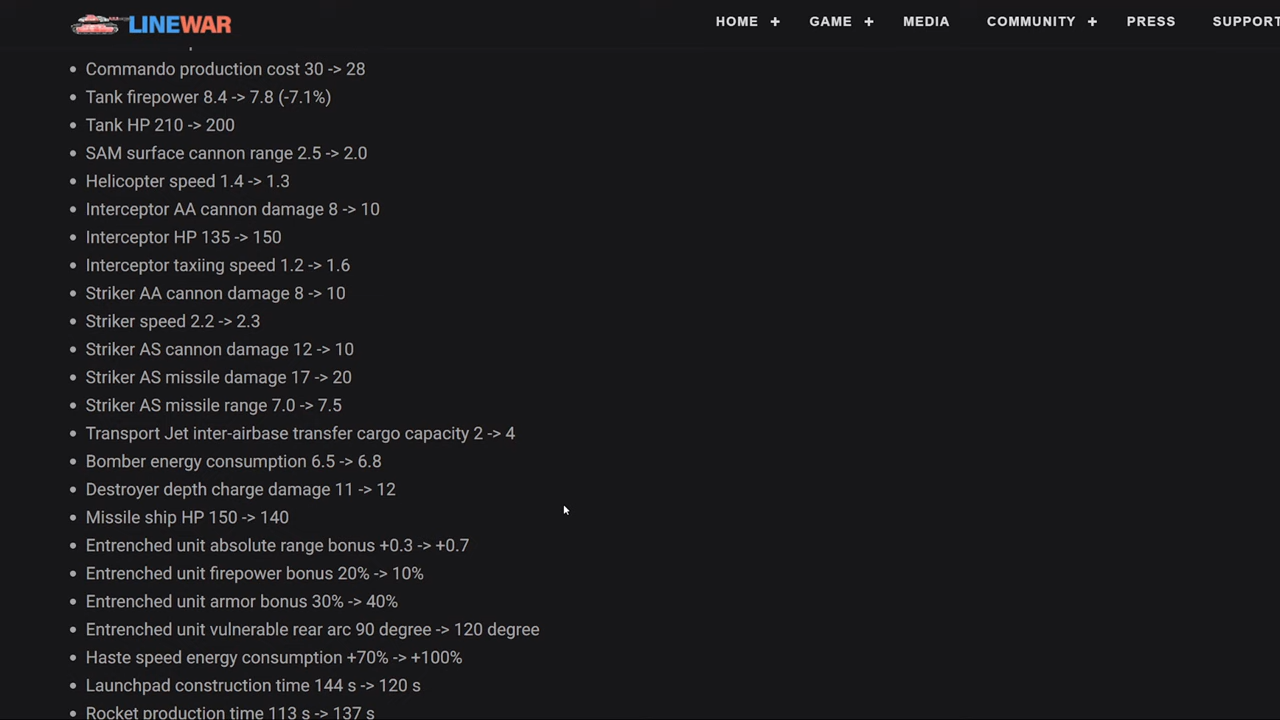 LINEWAR
HOME + GAME + MEDIA COMMUNITY + PRESS SUPPORT
Commando production cost 30 -> 28
Tank firepower 8.4 -> 7.8 (-7.1%)
Tank HP 210 -> 200
SAM surface cannon range 2.5 -> 2.0
Helicopter speed 1.4 -> 1.3
Interceptor AA cannon damage 8 -> 10
Interceptor HP 135 -> 150
Interceptor taxiing speed 1.2 -> 1.6
Striker AA cannon damage 8 -> 10
Striker speed 2.2 -> 2.3
Striker AS cannon damage 12 -> 10
Striker AS missile damage 17 -> 20
Striker AS missile range 7.0 -> 7.5
Transport Jet inter-airbase transfer cargo capacity 2 -> 4
Bomber energy consumption 6.5 -> 6.8
Destroyer depth charge damage 11 -> 12
Missile ship HP 150 -> 140
Entrenched unit absolute range bonus +0.3 -> +0.7
Entrenched unit firepower bonus 20% -> 10%
Entrenched unit armor bonus 30% -> 40%
Entrenched unit vulnerable rear arc 90 degree -> 120 degree
Haste speed energy consumption +70% -> +100%
Launchpad construction time 144 s -> 120 s
Rocket production time 113 s -> 137 s